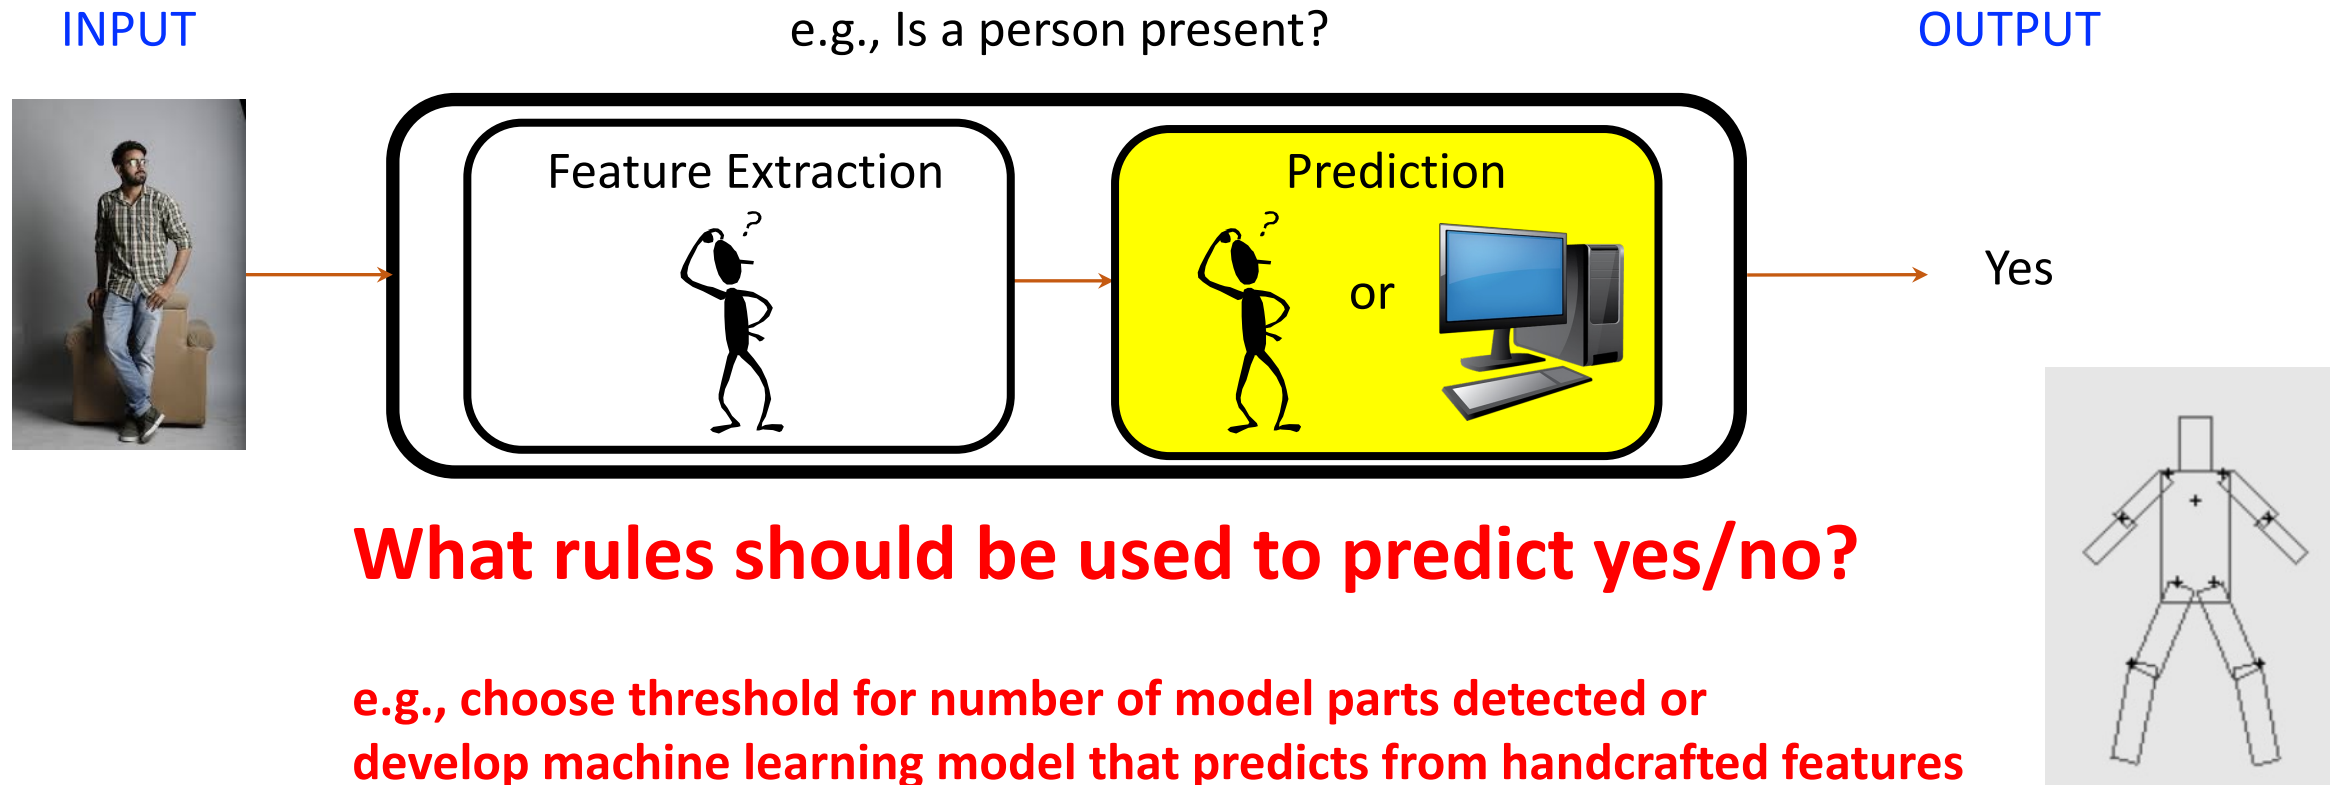 INPUT
e.g., Is a person present?
OUTPUT
Feature Extraction
?
Prediction
?
or
Yes
What rules should be used to predict yes/no?
e.g., choose threshold for number of model parts detected or
develop machine learning model that predicts from handcrafted features